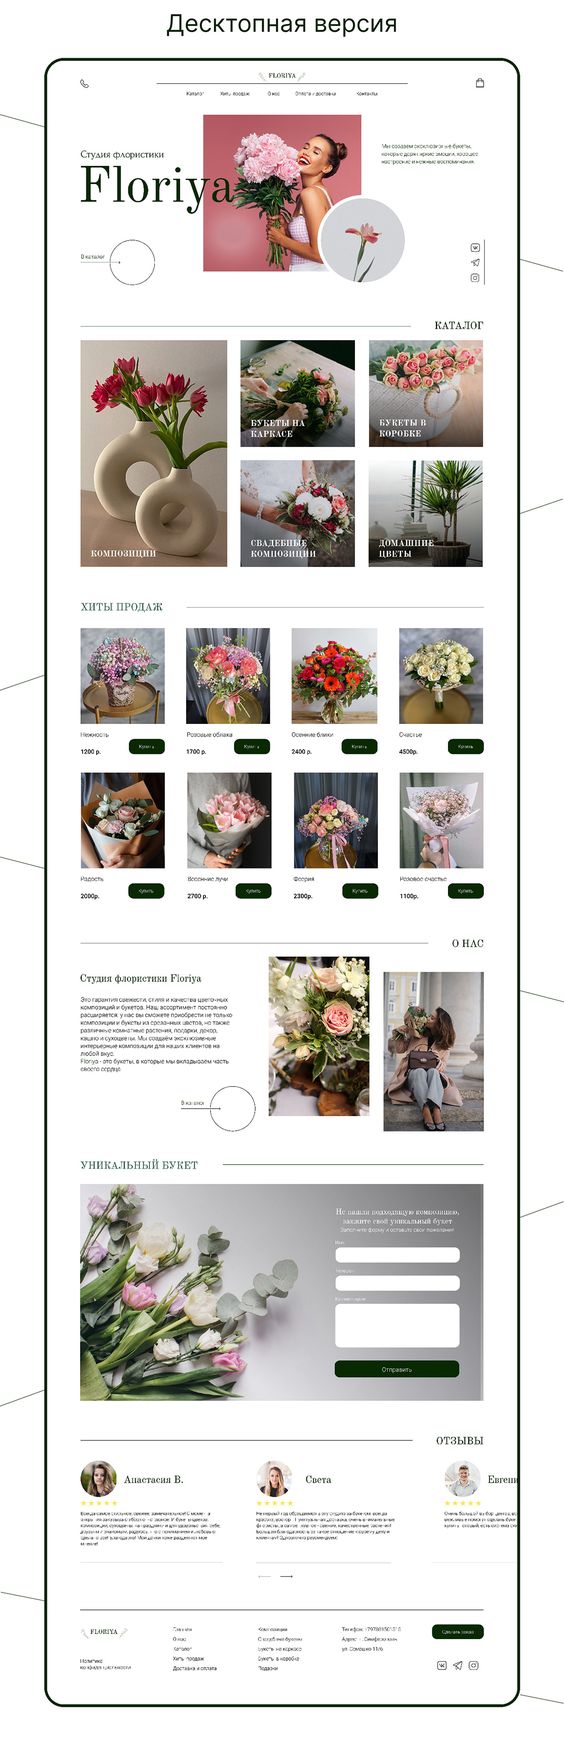 Десктопная версия
FLORIYA
Каталог Хиты продаж О нас Оплата и доставка Контакты
Студия флористики
Floriya
Мы создаем эксклюзивные букеты,
которые дарят яркие эмоции, хорошее
настроение и нежные воспоминания.
В каталог
КАТАЛОГ
КОМПОЗИЦИИ
БУКЕТЫ НА
КАРКАСЕ
БУКЕТЫ В
КОРОБКЕ
СВАДЕБНЫЕ
КОМПОЗИЦИИ
ДОМАШНИЕ
ЦВЕТЫ
ХИТЫ ПРОДАЖ
Нежность
1200 р. Купить
Розовые облака
1700 р. Купить
Осенние блики
2400 р. Купить
Счастье
4500р. Купить
Радость
2000р. Купить
Весенние лучи
2700 р. Купить
Феерия
2300р. Купить
Розовое счастье
1100р. Купить
О НАС
Студия флористики Floriya
Это гарантия свежести, стиля и качества цветочных
композиций и букетов. Наш ассортимент постоянно
расширяется: у нас вы сможете приобрести не только
композиции и букеты из срезанных цветов, но также
различные комнатные растения, подарки, декор,
кашпо и сухоцветы. Мы создаём эксклюзивные
интерьерные композиции для наших клиентов на
любой вкус.
Floriya - это букеты, в которые мы вкладываем часть
своего сердца.
В каталог
УНИКАЛЬНЫЙ БУКЕТ
Не нашли подходящую композицию,
закажите свой уникальный букет
Заполните форму и оставьте свои пожелания
Имя
Телефон
Отправить
ОТЗЫВЫ
Анастасия В.
Света
Евгени
FLORIYA
Политика
конфиденциальности
Главная
О нас
Каталог
Хиты продаж
Доставка и оплата
Композиции
Свадебные букеты
Букеты на каркасе
Букеты в коробке
Подарки
Телефон:
Адрес: г. Симферополь
ул. Самокиша 11/6
Сделать заказ